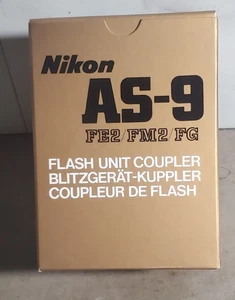 Nikon
AS-9
FE2/FM2/FG
FLASH UNIT COUPLER
BLITZGERÄT-KUPPLER
COUPLEUR DE FLASH